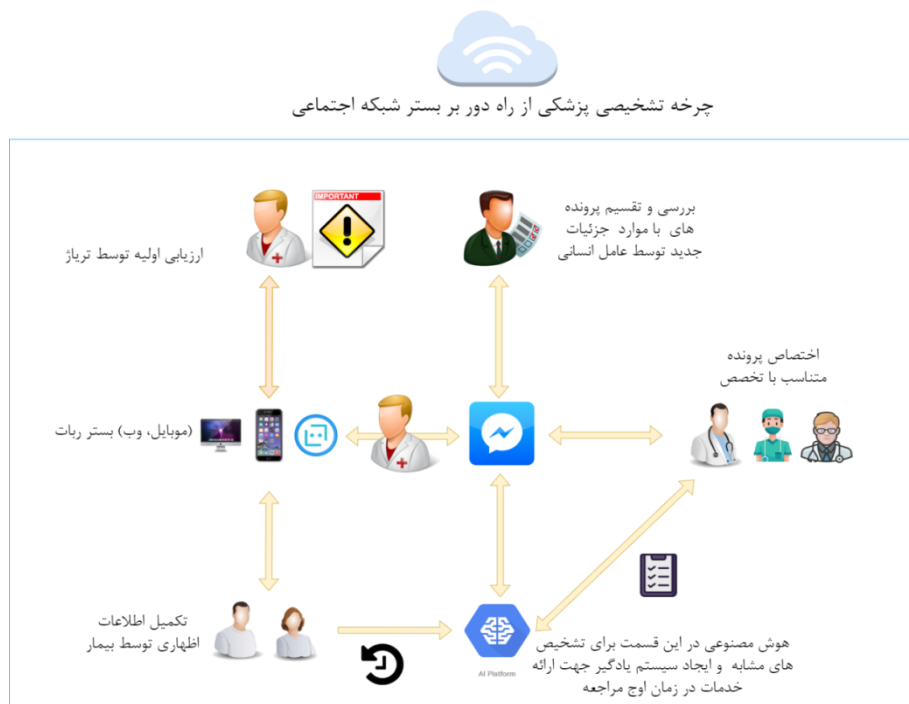 چرخه تشخیصی پزشکی از راه دور بر بستر شبکه اجتماعی
IMPORTANT
ارزیابی اولیه توسط تریاژ
بررسی و تقسیم پرونده
های با موارد جزئیات
جدید توسط عامل انسانی
اختصاص پرونده
متناسب با تخصص
(موبایل، وب) بستر ربات
تکمیل اطلاعات
اظهاری توسط بیمار
AI Platform
هوش مصنوعی در این قسمت برای تشخیص
های مشابه و ایجاد سیستم یادگیر جهت ارائه
خدمات در زمان اوج مراجعه